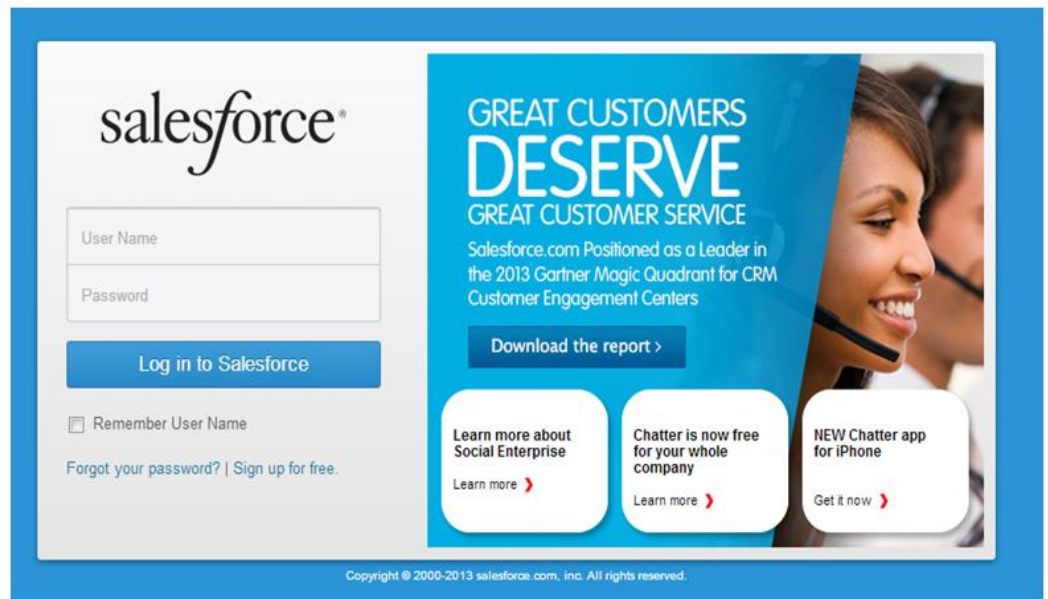 salesforce®
User Name
Password
Log in to Salesforce
Remember User Name
Forgot your password? | Sign up for free.
GREAT CUSTOMERS
DESERVE
GREAT CUSTOMER SERVICE
Salesforce.com Positioned as a Leader in
the 2013 Gartner Magic Quadrant for CRM
Customer Engagement Centers
Download the report ›
Learn more about
Social Enterprise
Learn more ❯
Chatter is now free
for your whole
company
Learn more ❯
NEW Chatter app
for iPhone
Get it now ❯
Copyright © 2000-2013 salesforce.com, inc. All rights reserved.